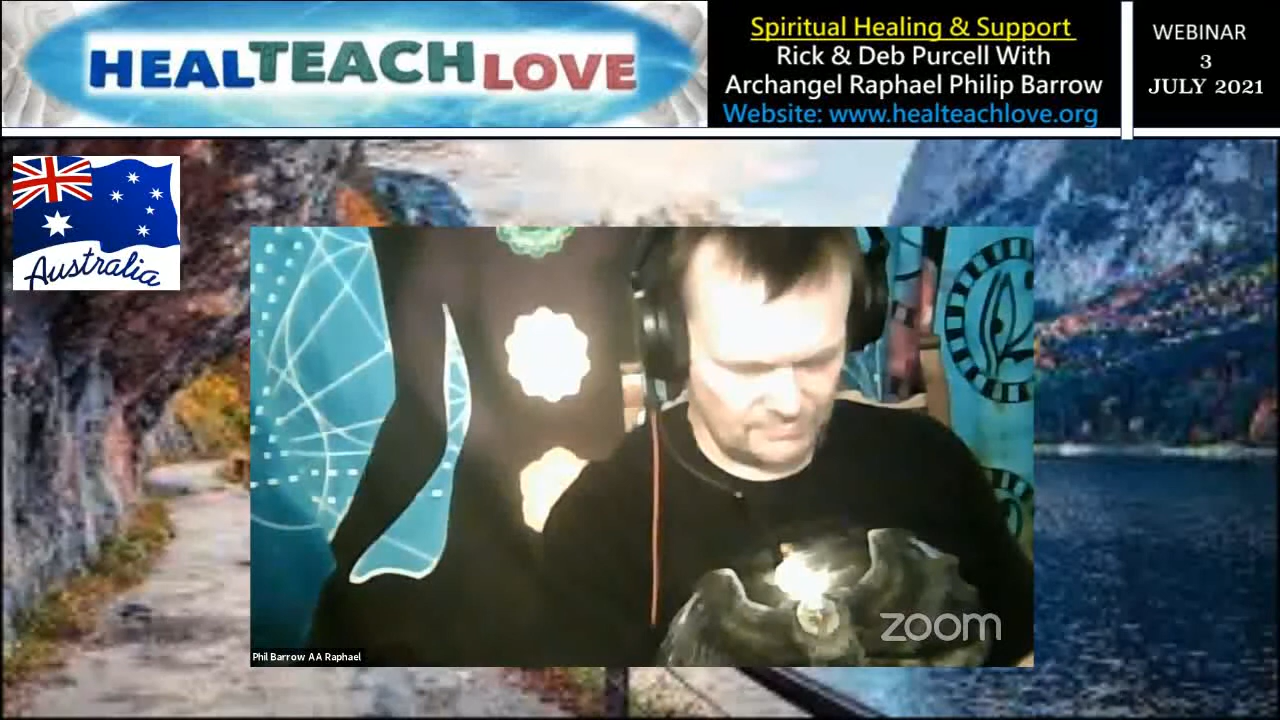 HEALTEACHLOVE
Spiritual Healing & Support
Rick & Deb Purcell With
Archangel Raphael Philip Barrow
Website: www.healteachlove.org
WEBINAR
3
JULY 2021
Australia
zoom
Phil Barrow AA Raphael